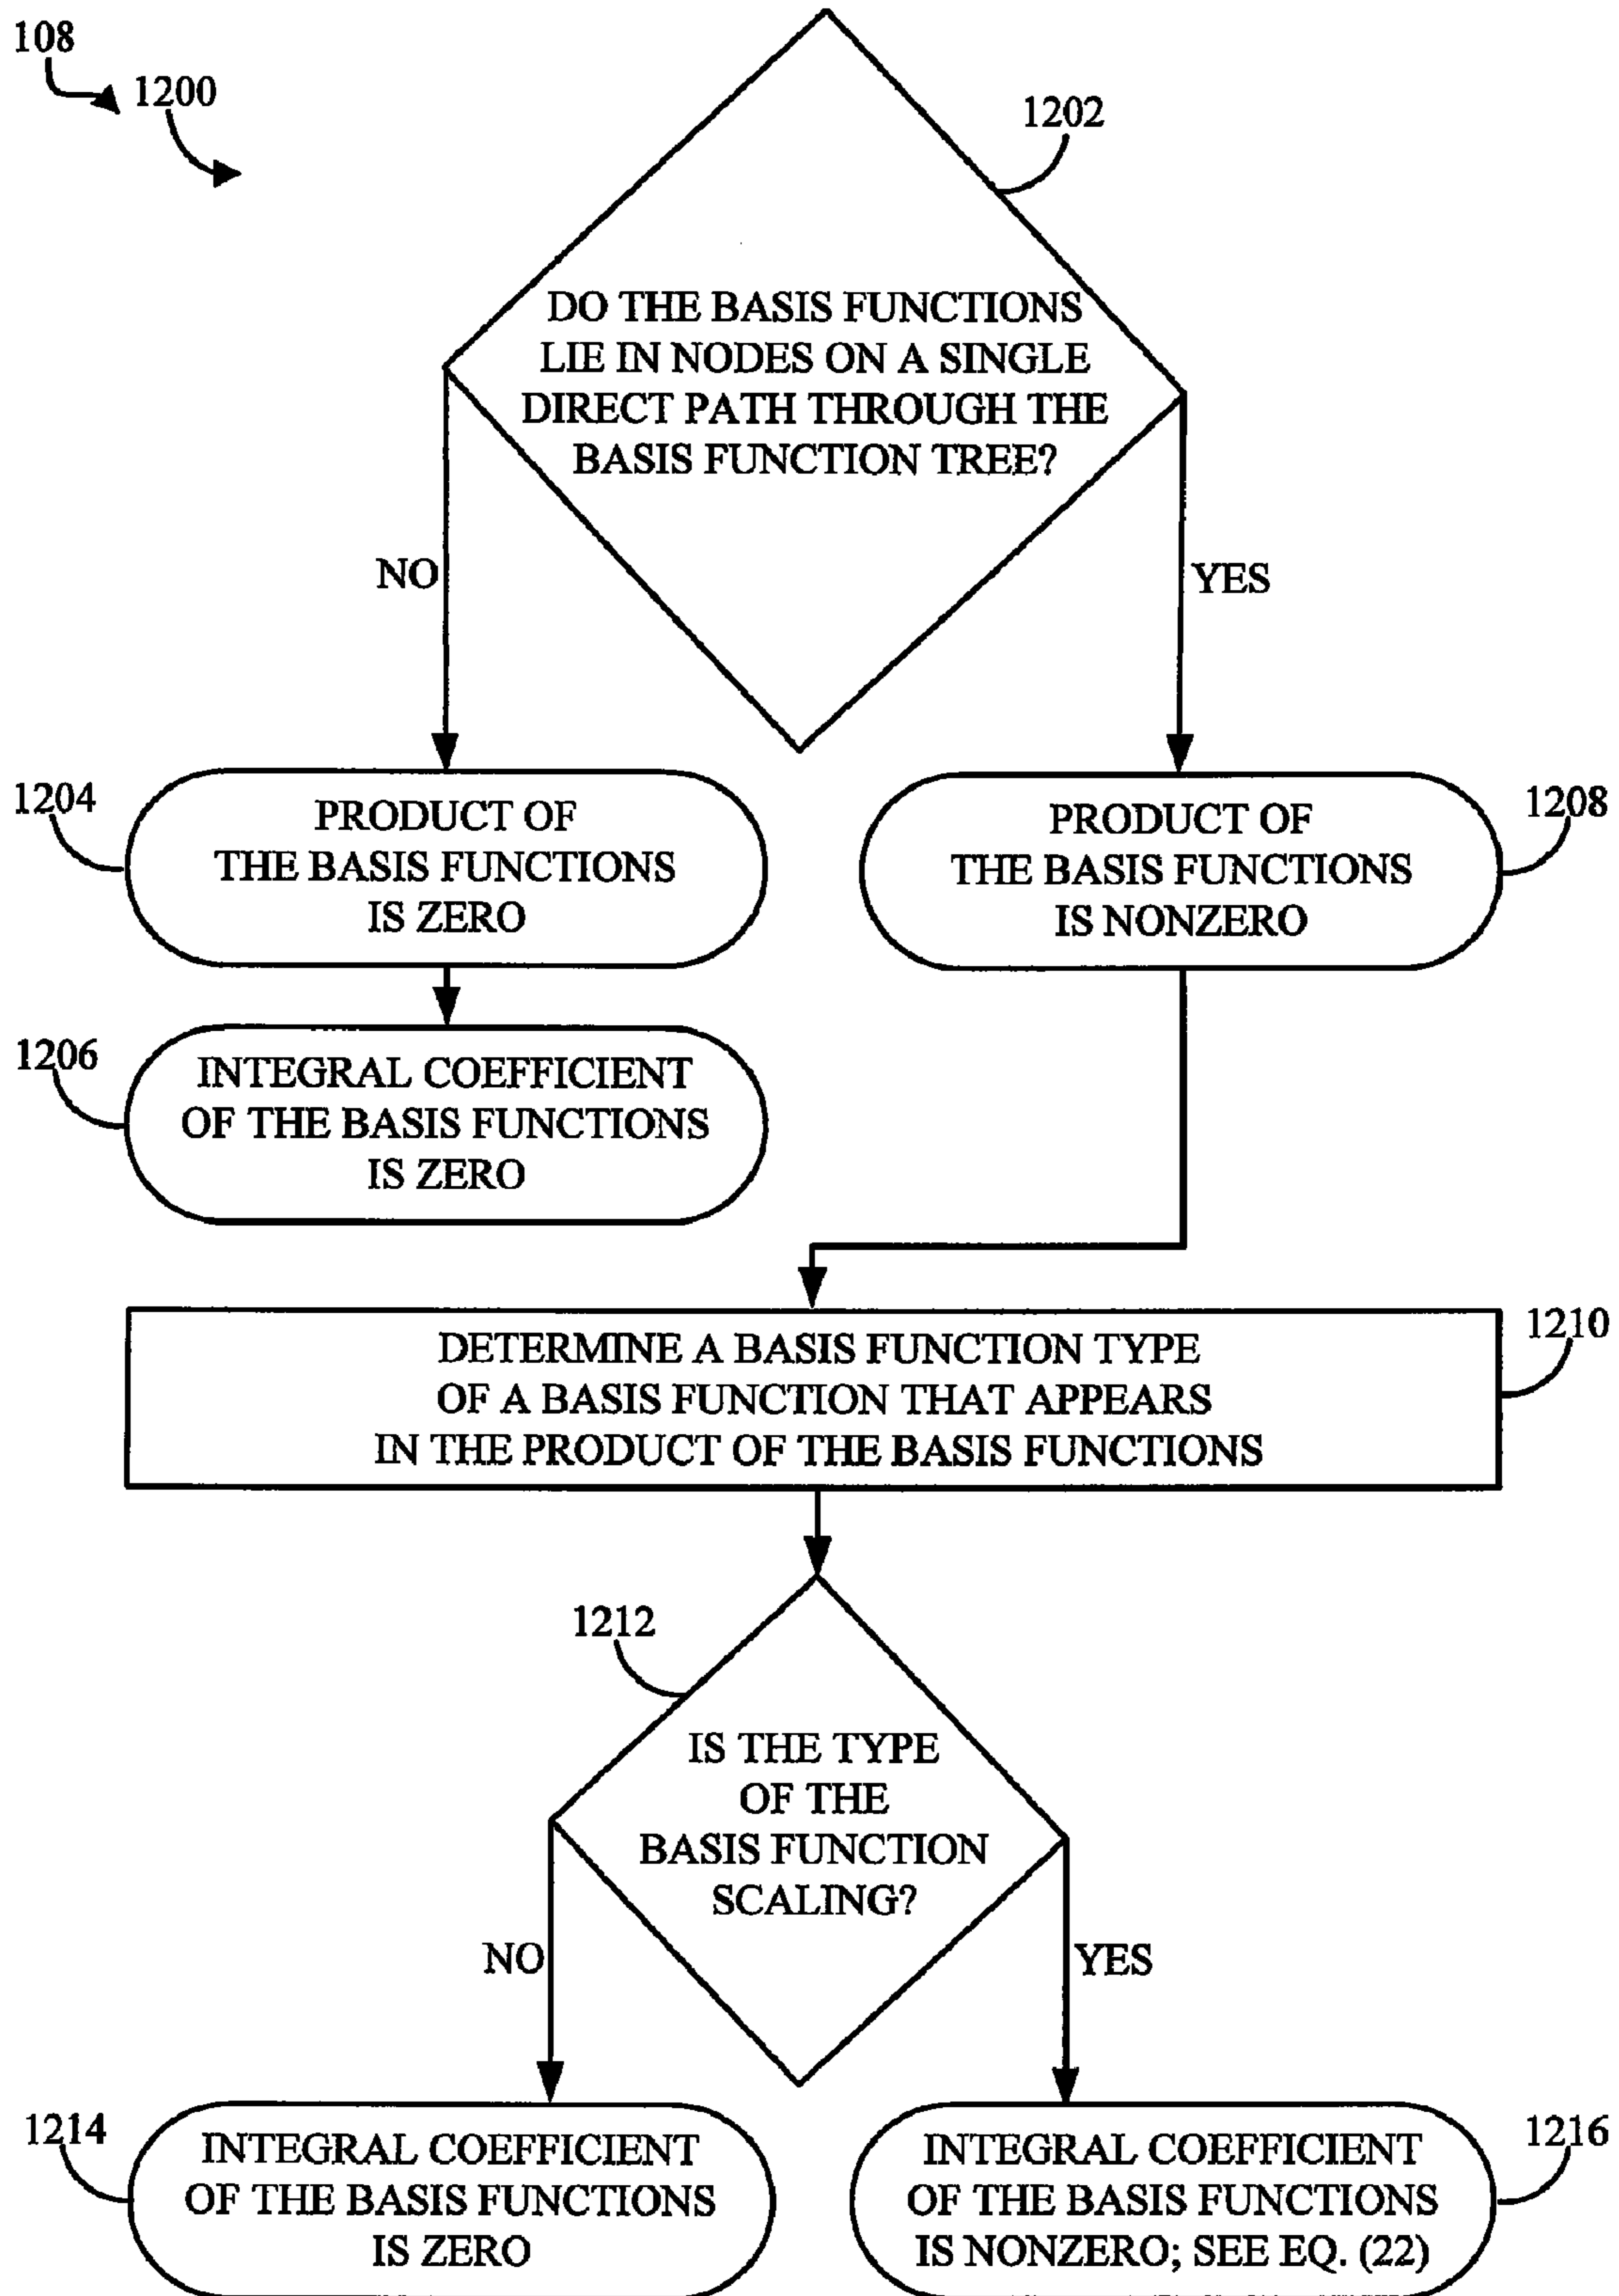 108
1200
1202
DO THE BASIS FUNCTIONS
LIE IN NODES ON A SINGLE
DIRECT PATH THROUGH THE
BASIS FUNCTION TREE?
NO
YES
1204
PRODUCT OF
THE BASIS FUNCTIONS
IS ZERO
1208
PRODUCT OF
THE BASIS FUNCTIONS
IS NONZERO
1206
INTEGRAL COEFFICIENT
OF THE BASIS FUNCTIONS
IS ZERO
1210
DETERMINE A BASIS FUNCTION TYPE
OF A BASIS FUNCTION THAT APPEARS
IN THE PRODUCT OF THE BASIS FUNCTIONS
1212
IS THE TYPE
OF THE
BASIS FUNCTION
SCALING?
NO
YES
1214
INTEGRAL COEFFICIENT
OF THE BASIS FUNCTIONS
IS ZERO
1216
INTEGRAL COEFFICIENT
OF THE BASIS FUNCTIONS
IS NONZERO; SEE EQ. (22)